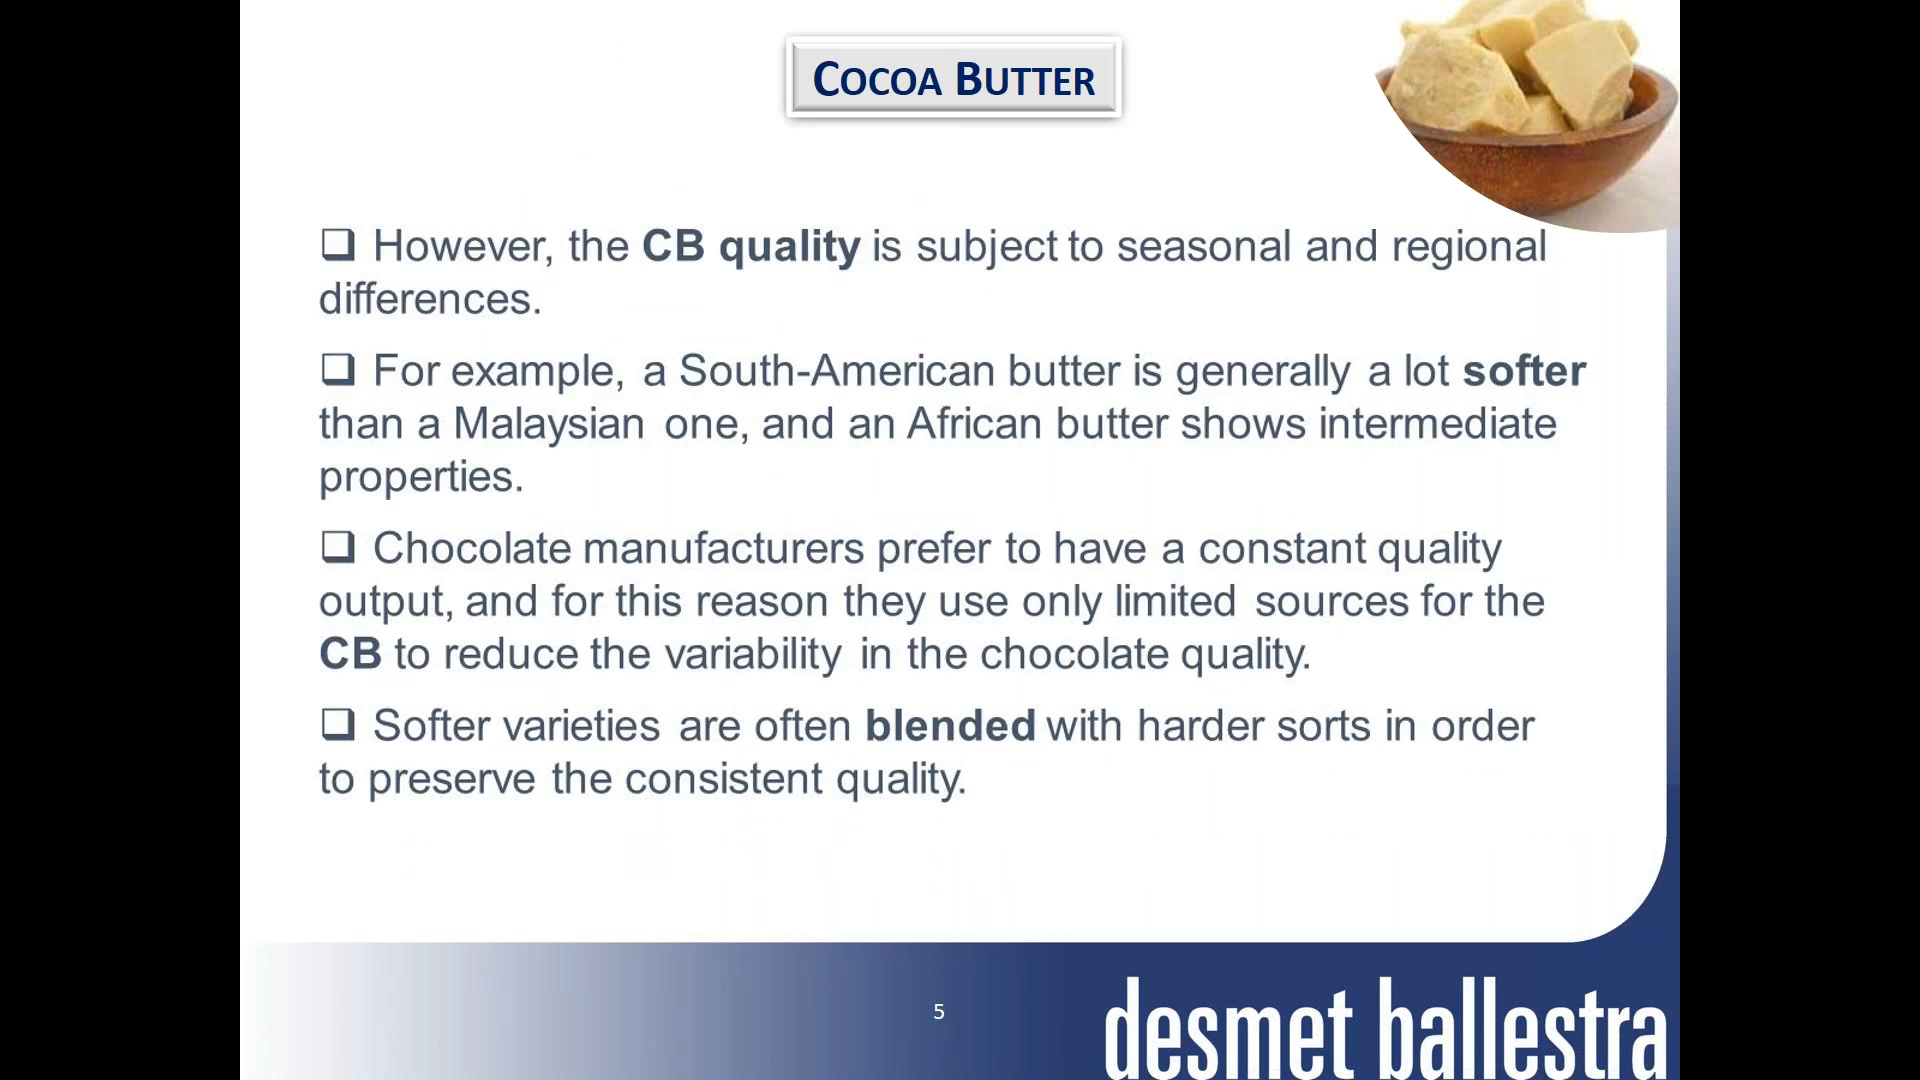 COCOA BUTTER
❑ However, the CB quality is subject to seasonal and regional
differences.
❑ For example, a South-American butter is generally a lot softer
than a Malaysian one, and an African butter shows intermediate
properties.
❑ Chocolate manufacturers prefer to have a constant quality
output, and for this reason they use only limited sources for the
CB to reduce the variability in the chocolate quality.
❑ Softer varieties are often blended with harder sorts in order
to preserve the consistent quality.
5
desmet ballestra